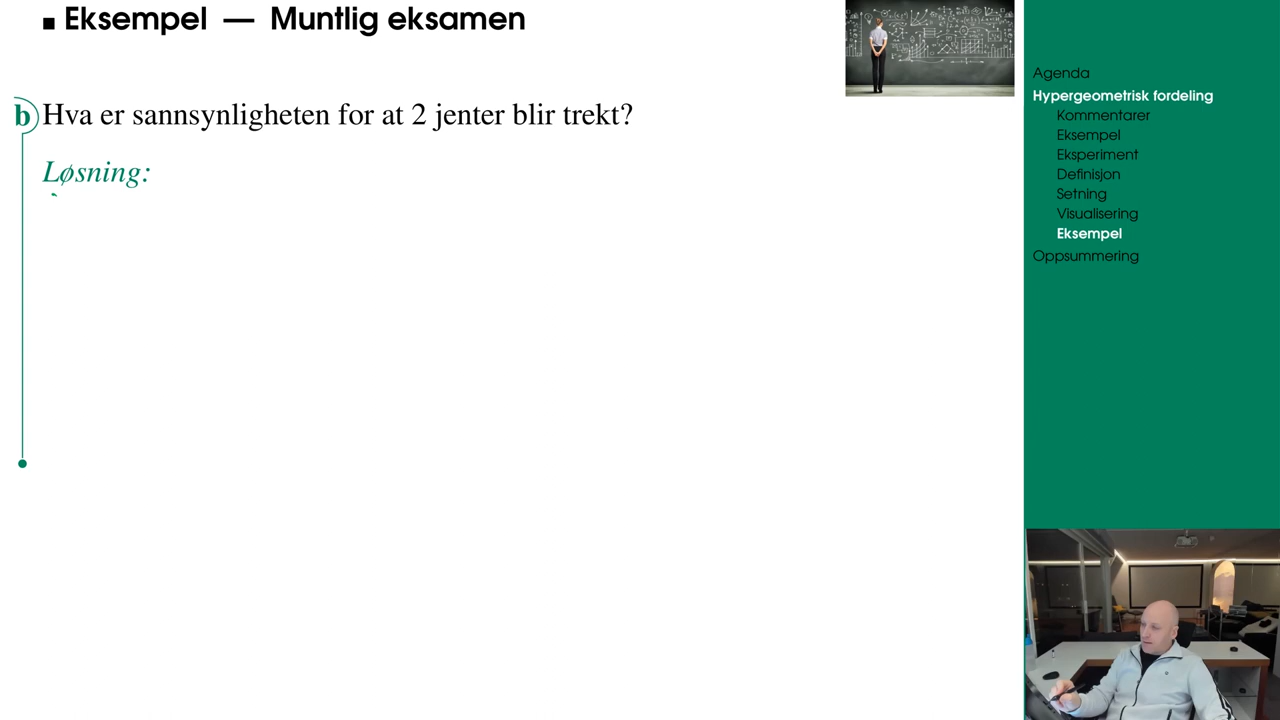 Eksempel — Muntlig eksamen
b Hva er sannsynligheten for at 2 jenter blir trekt?
Løsning:
Agenda
Hypergeometrisk fordeling
Kommentarer
Eksempel
Eksperiment
Definisjon
Setning
Visualisering
Eksempel
Oppsummering